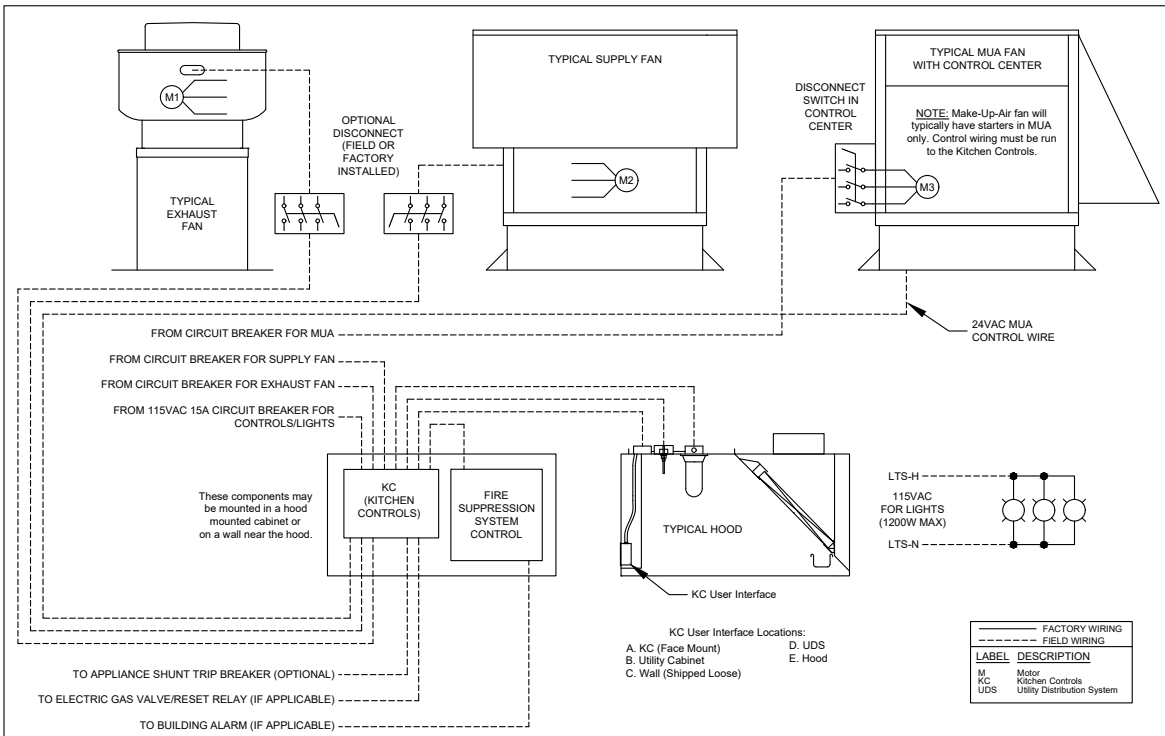 M1
TYPICAL
EXHAUST
FAN
OPTIONAL
DISCONNECT
(FIELD OR
FACTORY
INSTALLED)
TYPICAL SUPPLY FAN
M2
DISCONNECT
SWITCH IN
CONTROL
CENTER
TYPICAL MUA FAN
WITH CONTROL CENTER
NOTE: Make-Up-Air fan will
typically have starters in MUA
only. Control wiring must be run
to the Kitchen Controls.
M3
24VAC MUA
CONTROL WIRE
FROM CIRCUIT BREAKER FOR MUA
FROM CIRCUIT BREAKER FOR SUPPLY FAN
FROM CIRCUIT BREAKER FOR EXHAUST FAN
FROM 115VAC 15A CIRCUIT BREAKER FOR
CONTROLS/LIGHTS
These components may
be mounted in a hood
mounted cabinet or
on a wall near the hood.
KC
(KITCHEN
CONTROLS)
FIRE
SUPPRESSION
SYSTEM
CONTROL
TYPICAL HOOD
KC User Interface
LTS-H
115VAC
FOR LIGHTS
(1200W MAX)
LTS-N
KC User Interface Locations:
A. KC (Face Mount)
B. Utility Cabinet
C. Wall (Shipped Loose)
D. UDS
E. Hood
TO APPLIANCE SHUNT TRIP BREAKER (OPTIONAL)
TO ELECTRIC GAS VALVE/RESET RELAY (IF APPLICABLE)
TO BUILDING ALARM (IF APPLICABLE)
FACTORY WIRING
FIELD WIRING
LABEL DESCRIPTION
M Motor
KC Kitchen Controls
UDS Utility Distribution System